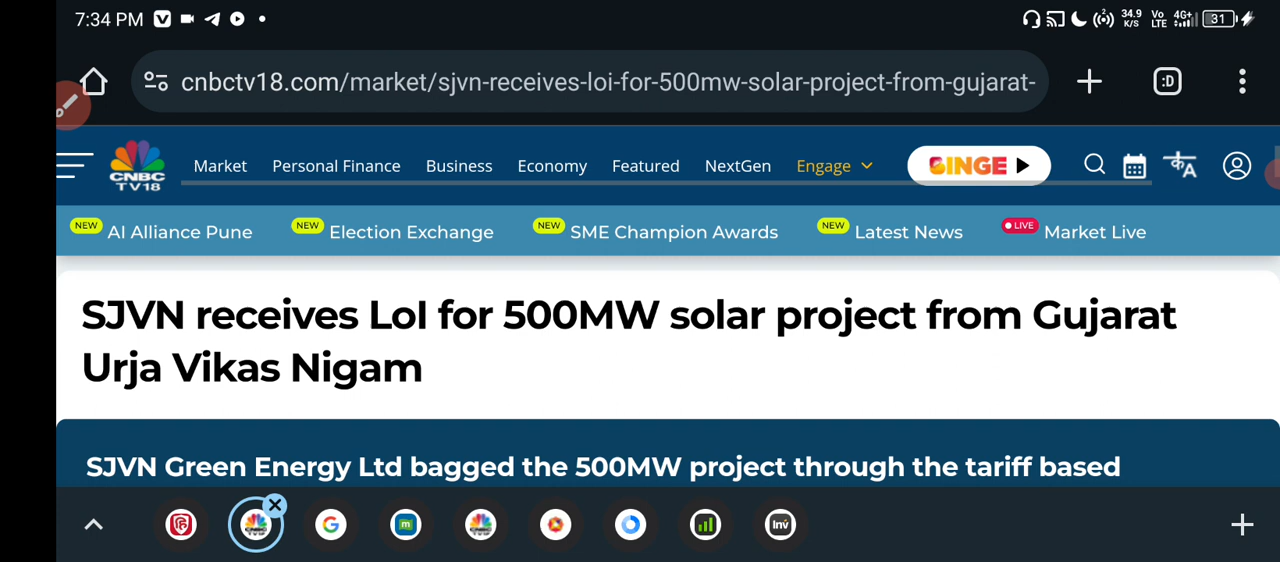 7:34 PM
34.9 K/S Vo LTE 4G+ 31
cnbctv18.com/market/sjvn-receives-loi-for-500mw-solar-project-from-gujarat-
:D
CNBC TV18
Market Personal Finance Business Economy Featured NextGen Engage BINGE
NEW AI Alliance Pune NEW Election Exchange NEW SME Champion Awards NEW Latest News LIVE Market Live
SJVN receives LoI for 500MW solar project from Gujarat
Urja Vikas Nigam
SJVN Green Energy Ltd bagged the 500MW project through the tariff based
G m Inv